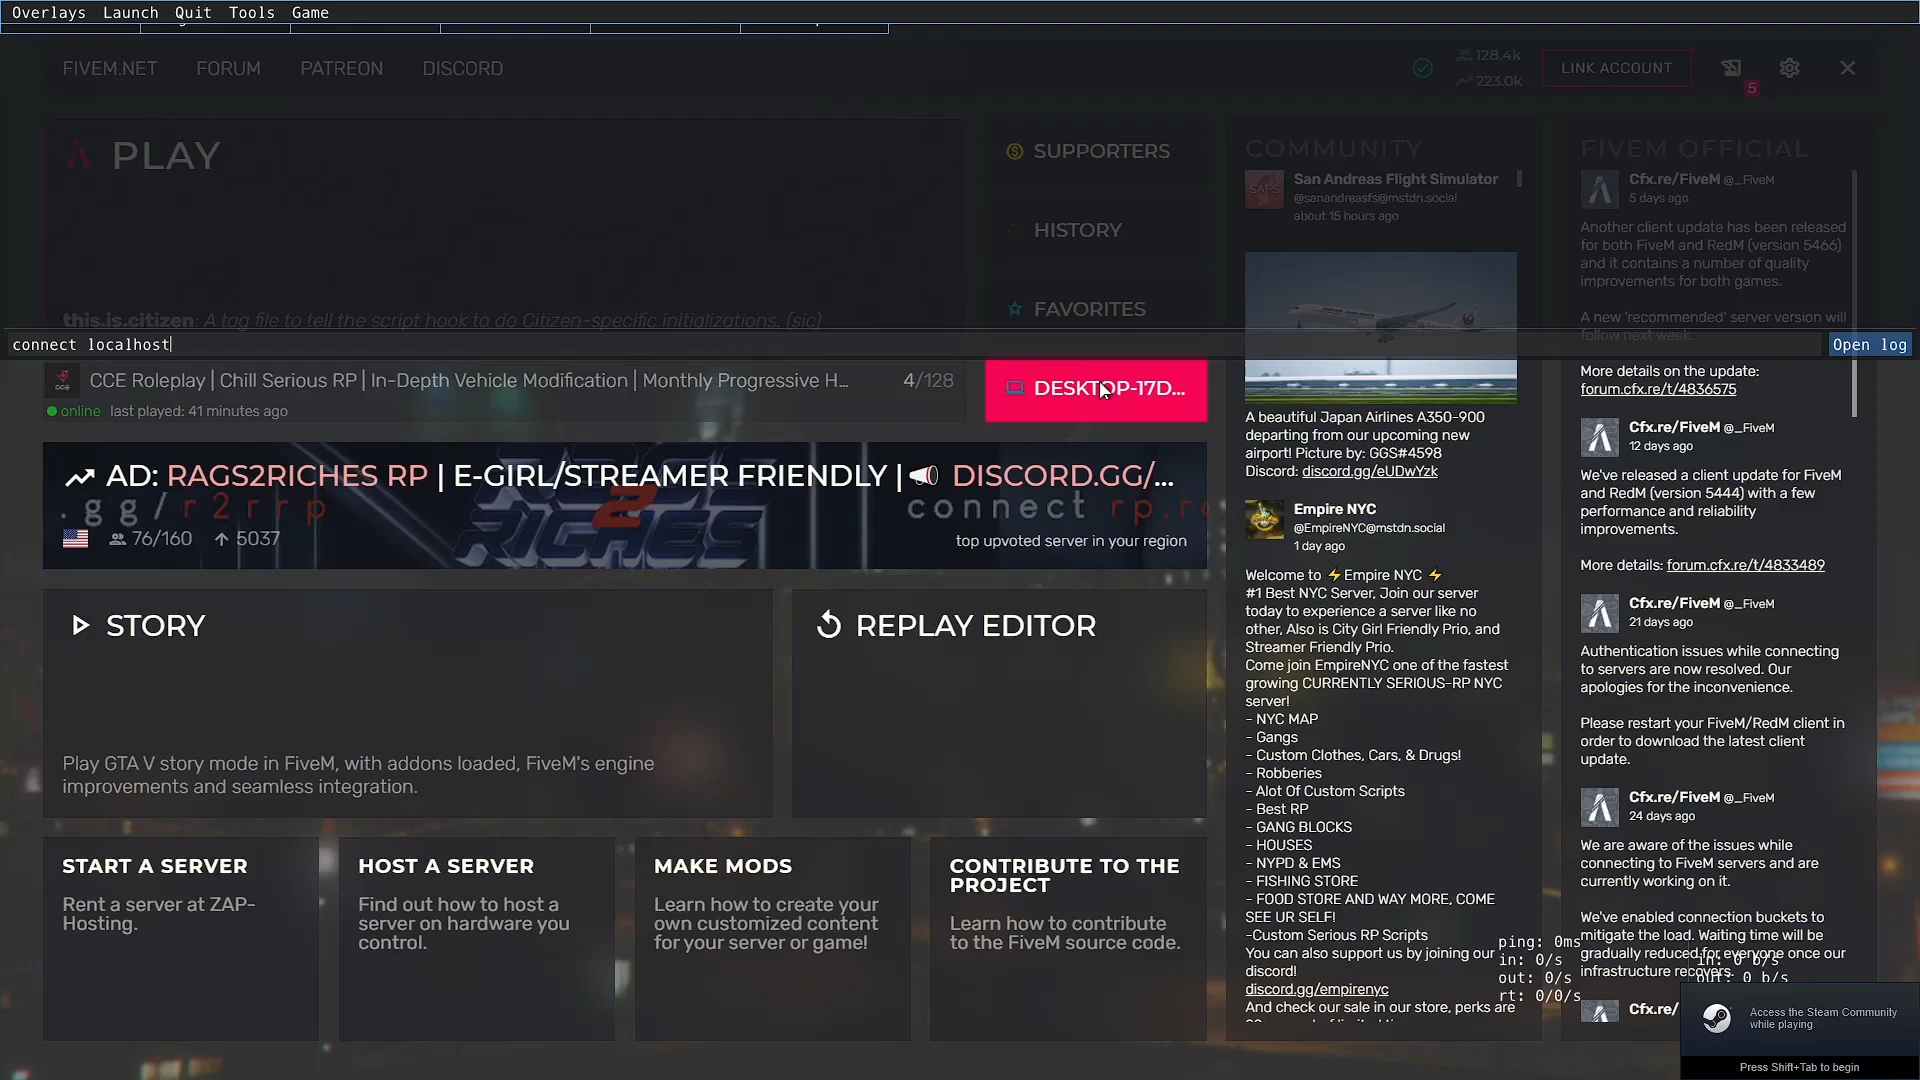 Overlays Launch Quit Tools Game
FIVEM.NET FORUM PATREON DISCORD
128.4k
223.0k
LINK ACCOUNT
5
PLAY
this.is.citizen: A tag file to tell the script hook to do Citizen-specific initializations. (sic)
connect localhost
Open log
CCE Roleplay | Chill Serious RP | In-Depth Vehicle Modification | Monthly Progressive H...
4/128
online last played: 41 minutes ago
SUPPORTERS
HISTORY
FAVORITES
DESKTOP-17D...
AD: RAGS2RICHES RP | E-GIRL/STREAMER FRIENDLY | DISCORD.GG/...
.gg/r2rrp
2
RICHES
connect rp.r
76/160 5037
top upvoted server in your region
STORY
Play GTA V story mode in FiveM, with addons loaded, FiveM's engine
improvements and seamless integration.
REPLAY EDITOR
START A SERVER
Rent a server at ZAP-
Hosting.
HOST A SERVER
Find out how to host a
server on hardware you
control.
MAKE MODS
Learn how to create your
own customized content
for your server or game!
CONTRIBUTE TO THE
PROJECT
Learn how to contribute
to the FiveM source code.
COMMUNITY
SAFS
San Andreas Flight Simulator
@sanandreasfs@mstdn.social
about 15 hours ago
A beautiful Japan Airlines A350-900
departing from our upcoming new
airport! Picture by: GGS#4598
Discord: discord.gg/eUDwYzk
Empire NYC
@EmpireNYC@mstdn.social
1 day ago
Welcome to ⚡Empire NYC ⚡
#1 Best NYC Server, Join our server
today to experience a server like no
other, Also is City Girl Friendly Prio, and
Streamer Friendly Prio.
Come join EmpireNYC one of the fastest
growing CURRENTLY SERIOUS-RP NYC
server!
- NYC MAP
- Gangs
- Custom Clothes, Cars, & Drugs!
- Robberies
- Alot Of Custom Scripts
- Best RP
- GANG BLOCKS
- HOUSES
- NYPD & EMS
- FISHING STORE
- FOOD STORE AND WAY MORE, COME
SEE UR SELF!
-Custom Serious RP Scripts
You can also support us by joining our
discord!
discord.gg/empirenyc
And check our sale in our store, perks are
FIVEM OFFICIAL
Cfx.re/FiveM @_FiveM
5 days ago
Another client update has been released
for both FiveM and RedM (version 5466)
and it contains a number of quality
improvements for both games.
A new 'recommended' server version will
follow next week.
More details on the update:
forum.cfx.re/t/4836575
Cfx.re/FiveM @_FiveM
12 days ago
We've released a client update for FiveM
and RedM (version 5444) with a few
performance and reliability
improvements.
More details: forum.cfx.re/t/4833489
Cfx.re/FiveM @_FiveM
21 days ago
Authentication issues while connecting
to servers are now resolved. Our
apologies for the inconvenience.
Please restart your FiveM/RedM client in
order to download the latest client
update.
Cfx.re/FiveM @_FiveM
24 days ago
We are aware of the issues while
connecting to FiveM servers and are
currently working on it.
We've enabled connection buckets to
mitigate the load. Waiting time will be
gradually reduced for everyone once our
infrastructure recovers.
Cfx.re/
ping: 0ms
in: 0/s
out: 0/s
rt: 0/0/s
in: 0 b/s
out: 0 b/s
Access the Steam Community
while playing.
Press Shift+Tab to begin